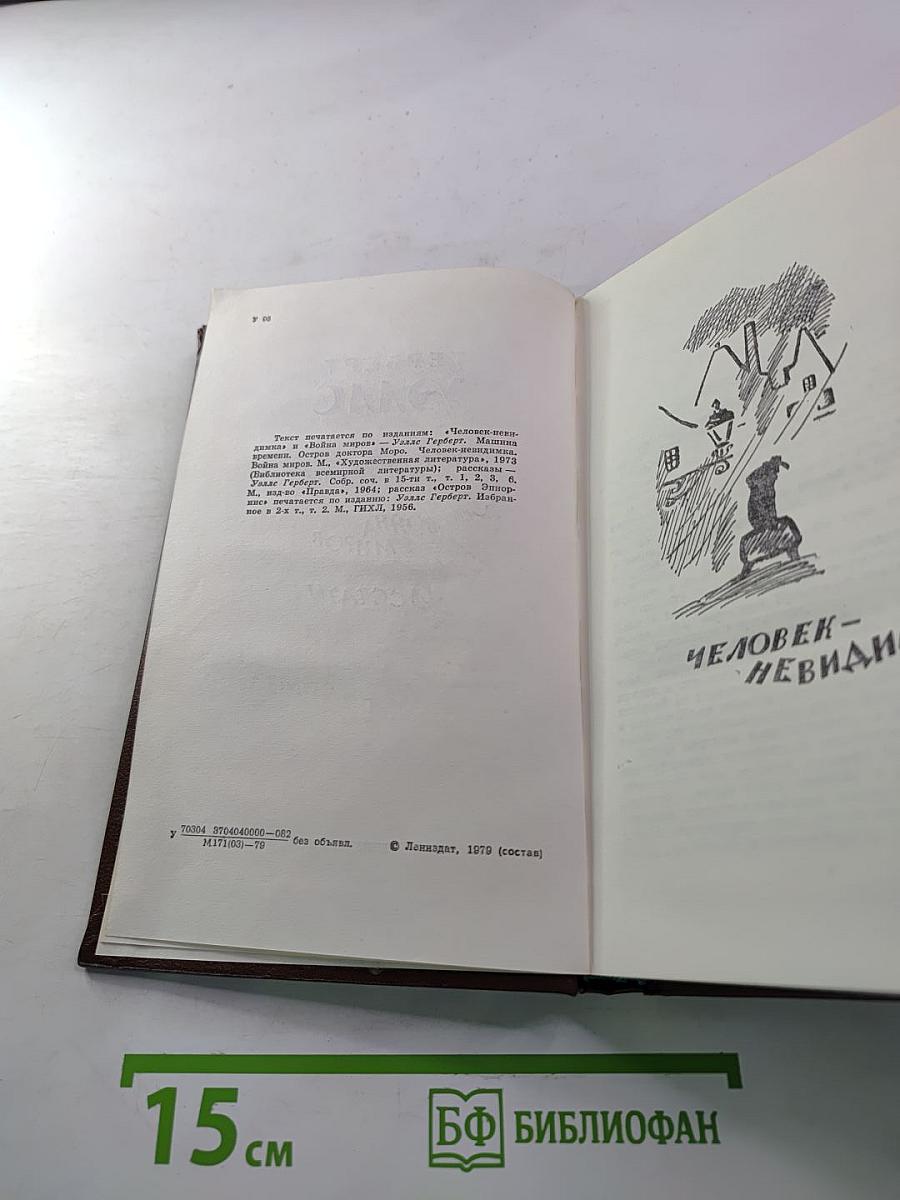 У 98
Текст печатается по изданиям: «Человек-неви-
димка» и «Война миров» — Уэллс Герберт. Машина
времени. Остров доктора Моро. Человек-невидимка.
Война миров. М., «Художественная литература», 1973
(Библиотека всемирной литературы); рассказы —
Уэллс Герберт. Собр. соч. в 15-ти т., т. 1, 2, 3, 6.
М., изд-во «Правда», 1964; рассказ «Остров Эпиор-
нис» печатается по изданию: Уэллс Герберт. Избран-
ное в 2-х т., т. 2. М., ГИХЛ, 1956.
У 70304 3704040000—082
М171(03)—79 без объявл.
© Лениздат, 1979 (состав)
ЧЕЛОВЕК—
НЕВИДИ
15 см
БФ БИБЛИОФАН